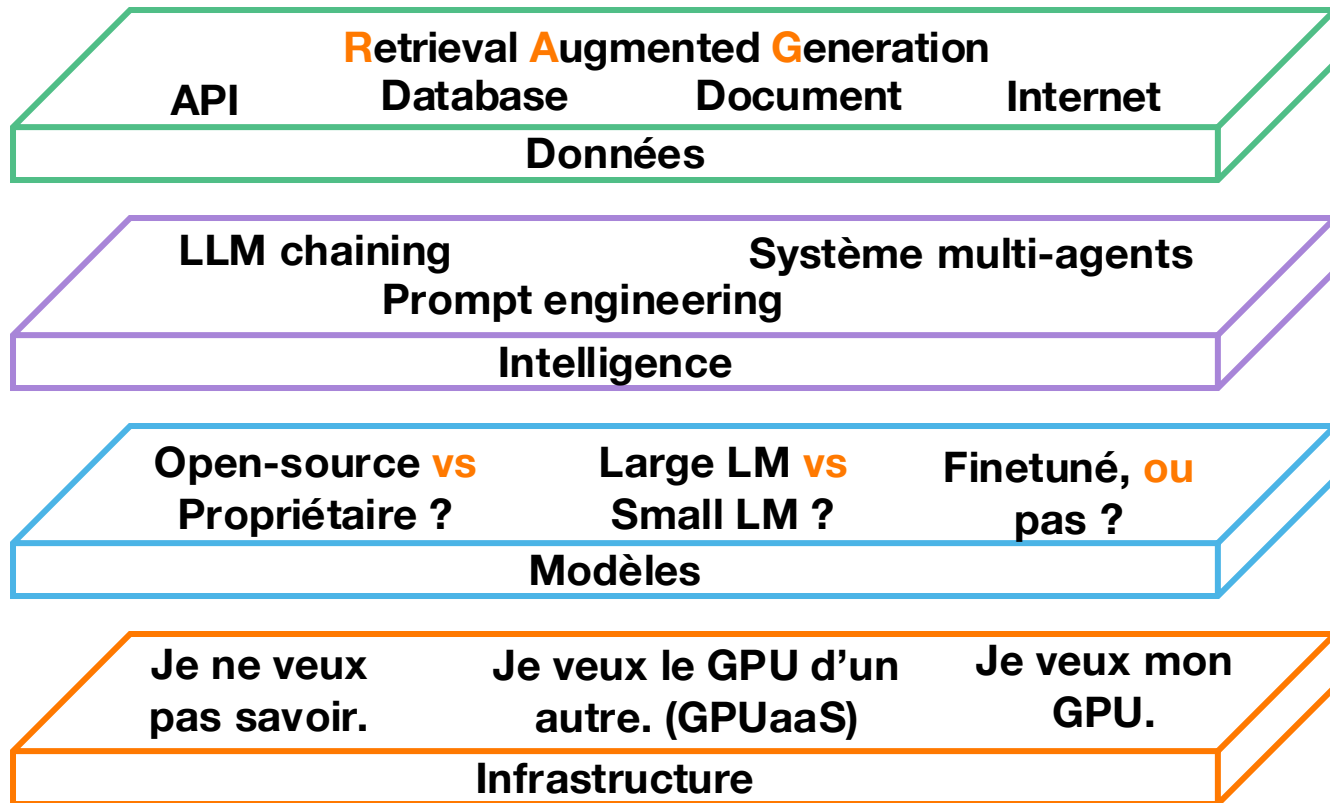 Retrieval Augmented Generation
API Database Document Internet
Données
LLM chaining Système multi-agents
Prompt engineering
Intelligence
Open-source vs
Propriétaire ?
Large LM vs
Small LM ?
Finetuné, ou
pas ?
Modèles
Je ne veux
pas savoir.
Je veux le GPU d’un
autre. (GPUaaS)
Je veux mon
GPU.
Infrastructure